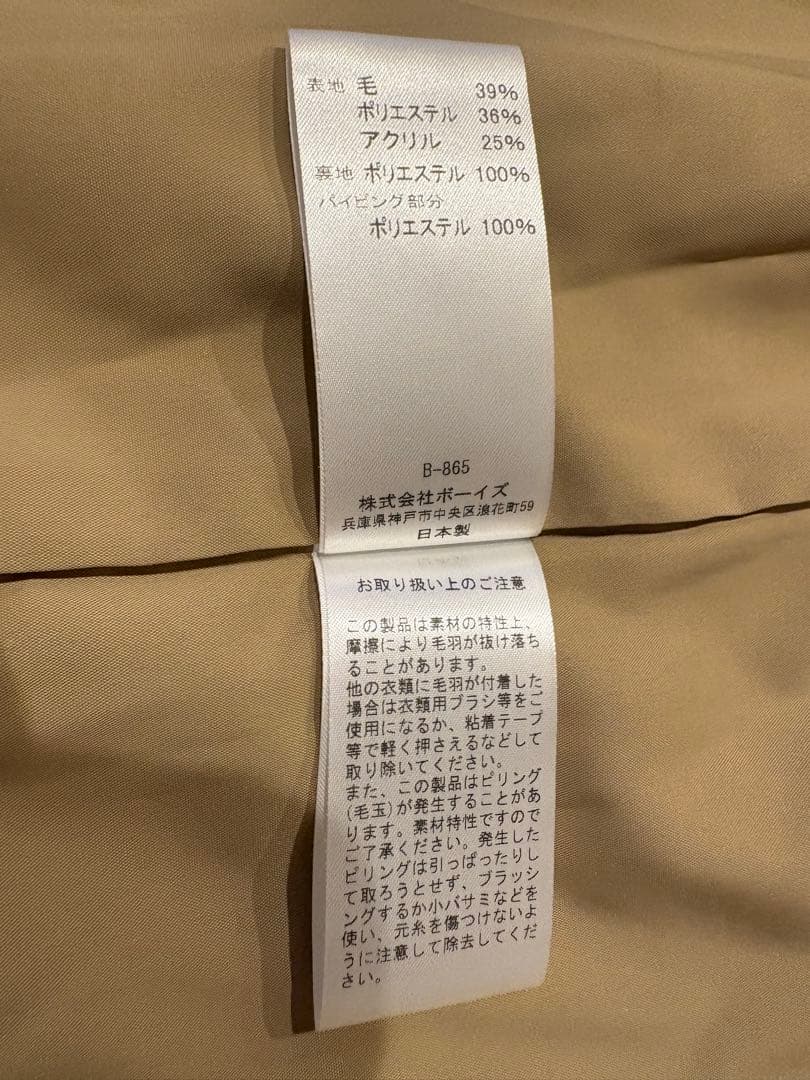 表地 毛 39%
ポリエステル 36%
アクリル 25%
裏地 ポリエステル 100%
パイピング部分
ポリエステル 100%
B-865
株式会社ボーイズ
兵庫県神戸市中央区浪花町59
日本製
お取り扱い上のご注意
この製品は素材の特性上、
摩擦により毛羽が抜け落ち
ることがあります。
他の衣類に毛羽が付着した
場合は衣類用ブラシ等をご
使用になるか、粘着テープ
等で軽く押さえるなどして
取り除いてください。
また、この製品はピリング
(毛玉)が発生することがあ
ります。素材特性ですので
ご了承ください。発生した
ピリングは引っぱったりし
て取ろうとせず、ブラッシ
ングするか小バサミなどを
使い、元糸を傷つけないよ
うに注意して除去してくだ
さい。